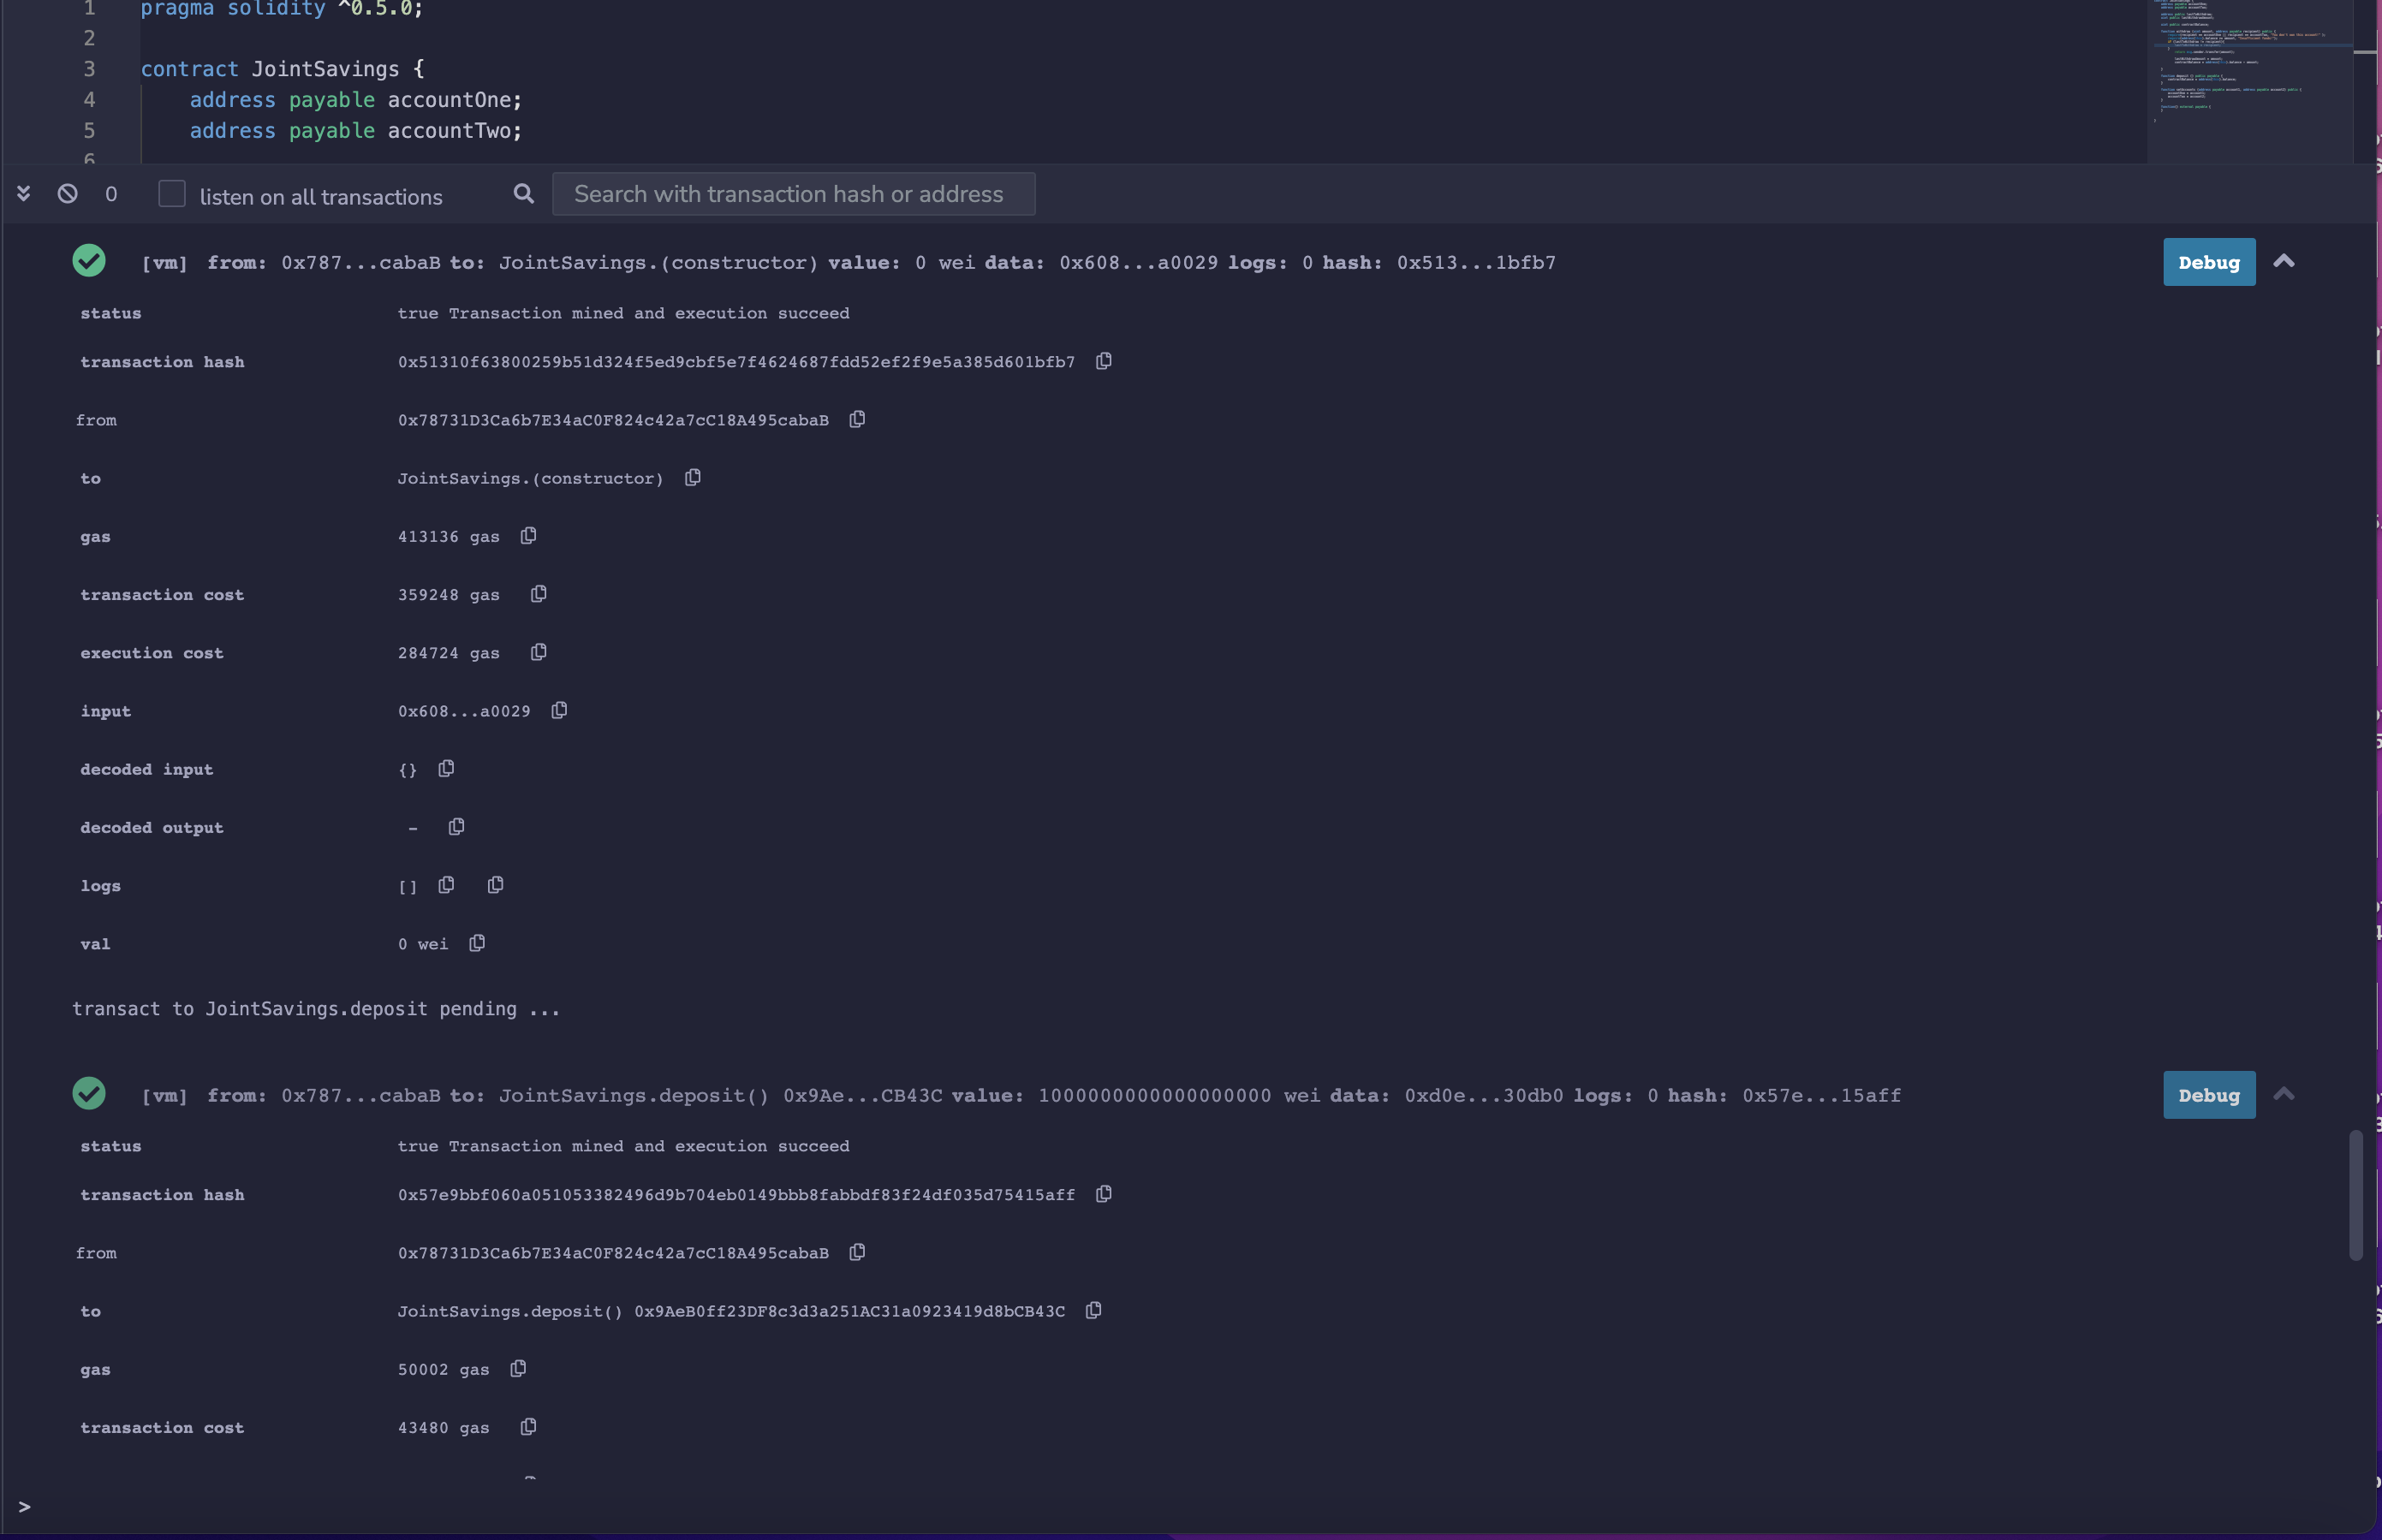 1 pragma solidity ^0.5.0;
2
3 contract JointSavings {
4 address payable accountOne;
5 address payable accountTwo;
6
0 listen on all transactions Search with transaction hash or address
[vm] from: 0x787...cabaB to: JointSavings.(constructor) value: 0 wei data: 0x608...a0029 logs: 0 hash: 0x513...1bfb7 Debug
status true Transaction mined and execution succeed
transaction hash 0x51310f63800259b51d324f5ed9cbf5e7f4624687fdd52ef2f9e5a385d601bfb7
from 0x78731D3Ca6b7E34aC0F824c42a7cC18A495cabaB
to JointSavings.(constructor)
gas 413136 gas
transaction cost 359248 gas
execution cost 284724 gas
input 0x608...a0029
decoded input {}
decoded output -
logs []
val 0 wei
transact to JointSavings.deposit pending ...
[vm] from: 0x787...cabaB to: JointSavings.deposit() 0x9Ae...CB43C value: 1000000000000000000 wei data: 0xd0e...30db0 logs: 0 hash: 0x57e...15aff Debug
status true Transaction mined and execution succeed
transaction hash 0x57e9bbf060a051053382496d9b704eb0149bbb8fabbdf83f24df035d75415aff
from 0x78731D3Ca6b7E34aC0F824c42a7cC18A495cabaB
to JointSavings.deposit() 0x9AeB0ff23DF8c3d3a251AC31a0923419d8bCB43C
gas 50002 gas
transaction cost 43480 gas
>